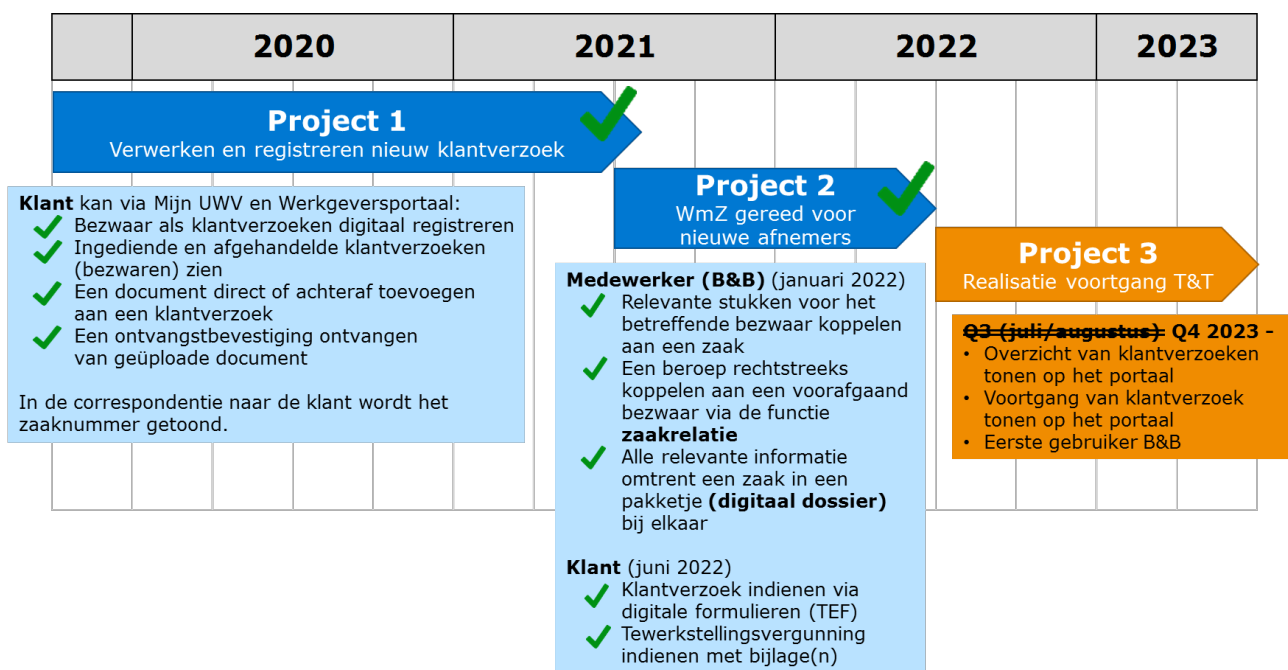 2020
2021
2022
2023
Project 1
Verwerken en registreren nieuw klantverzoek
Klant kan via Mijn UWV en Werkgeversportaal:
Bezwaar als klantverzoeken digitaal registreren
Ingediende en afgehandelde klantverzoeken
(bezwaren) zien
Een document direct of achteraf toevoegen
aan een klantverzoek
Een ontvangstbevestiging ontvangen
van geüploade document
In de correspondentie naar de klant wordt het
zaaknummer getoond.
Project 2
WmZ gereed voor
nieuwe afnemers
Medewerker (B&B) (januari 2022)
Relevante stukken voor het
betreffende bezwaar koppelen
aan een zaak
Een beroep rechtstreeks
koppelen aan een voorafgaand
bezwaar via de functie
zaakrelatie
Alle relevante informatie
omtrent een zaak in een
pakketje (digitaal dossier)
bij elkaar
Klant (juni 2022)
Klantverzoek indienen via
digitale formulieren (TEF)
Tewerkstellingsvergunning
indienen met bijlage(n)
Project 3
Realisatie voortgang T&T
Q3 (juli/augustus) Q4 2023 -
• Overzicht van klantverzoeken
tonen op het portaal
• Voortgang van klantverzoek
tonen op het portaal
• Eerste gebruiker B&B